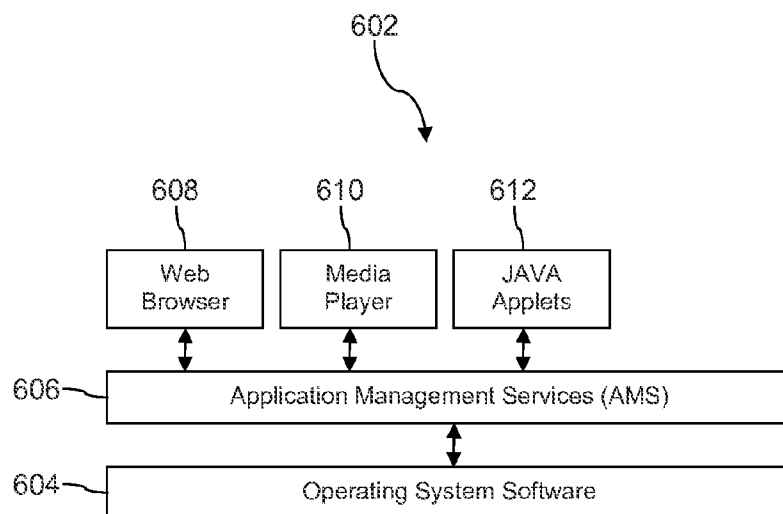 602
608
610
612
Web
Browser
Media
Player
JAVA
Applets
606
Application Management Services (AMS)
604
Operating System Software